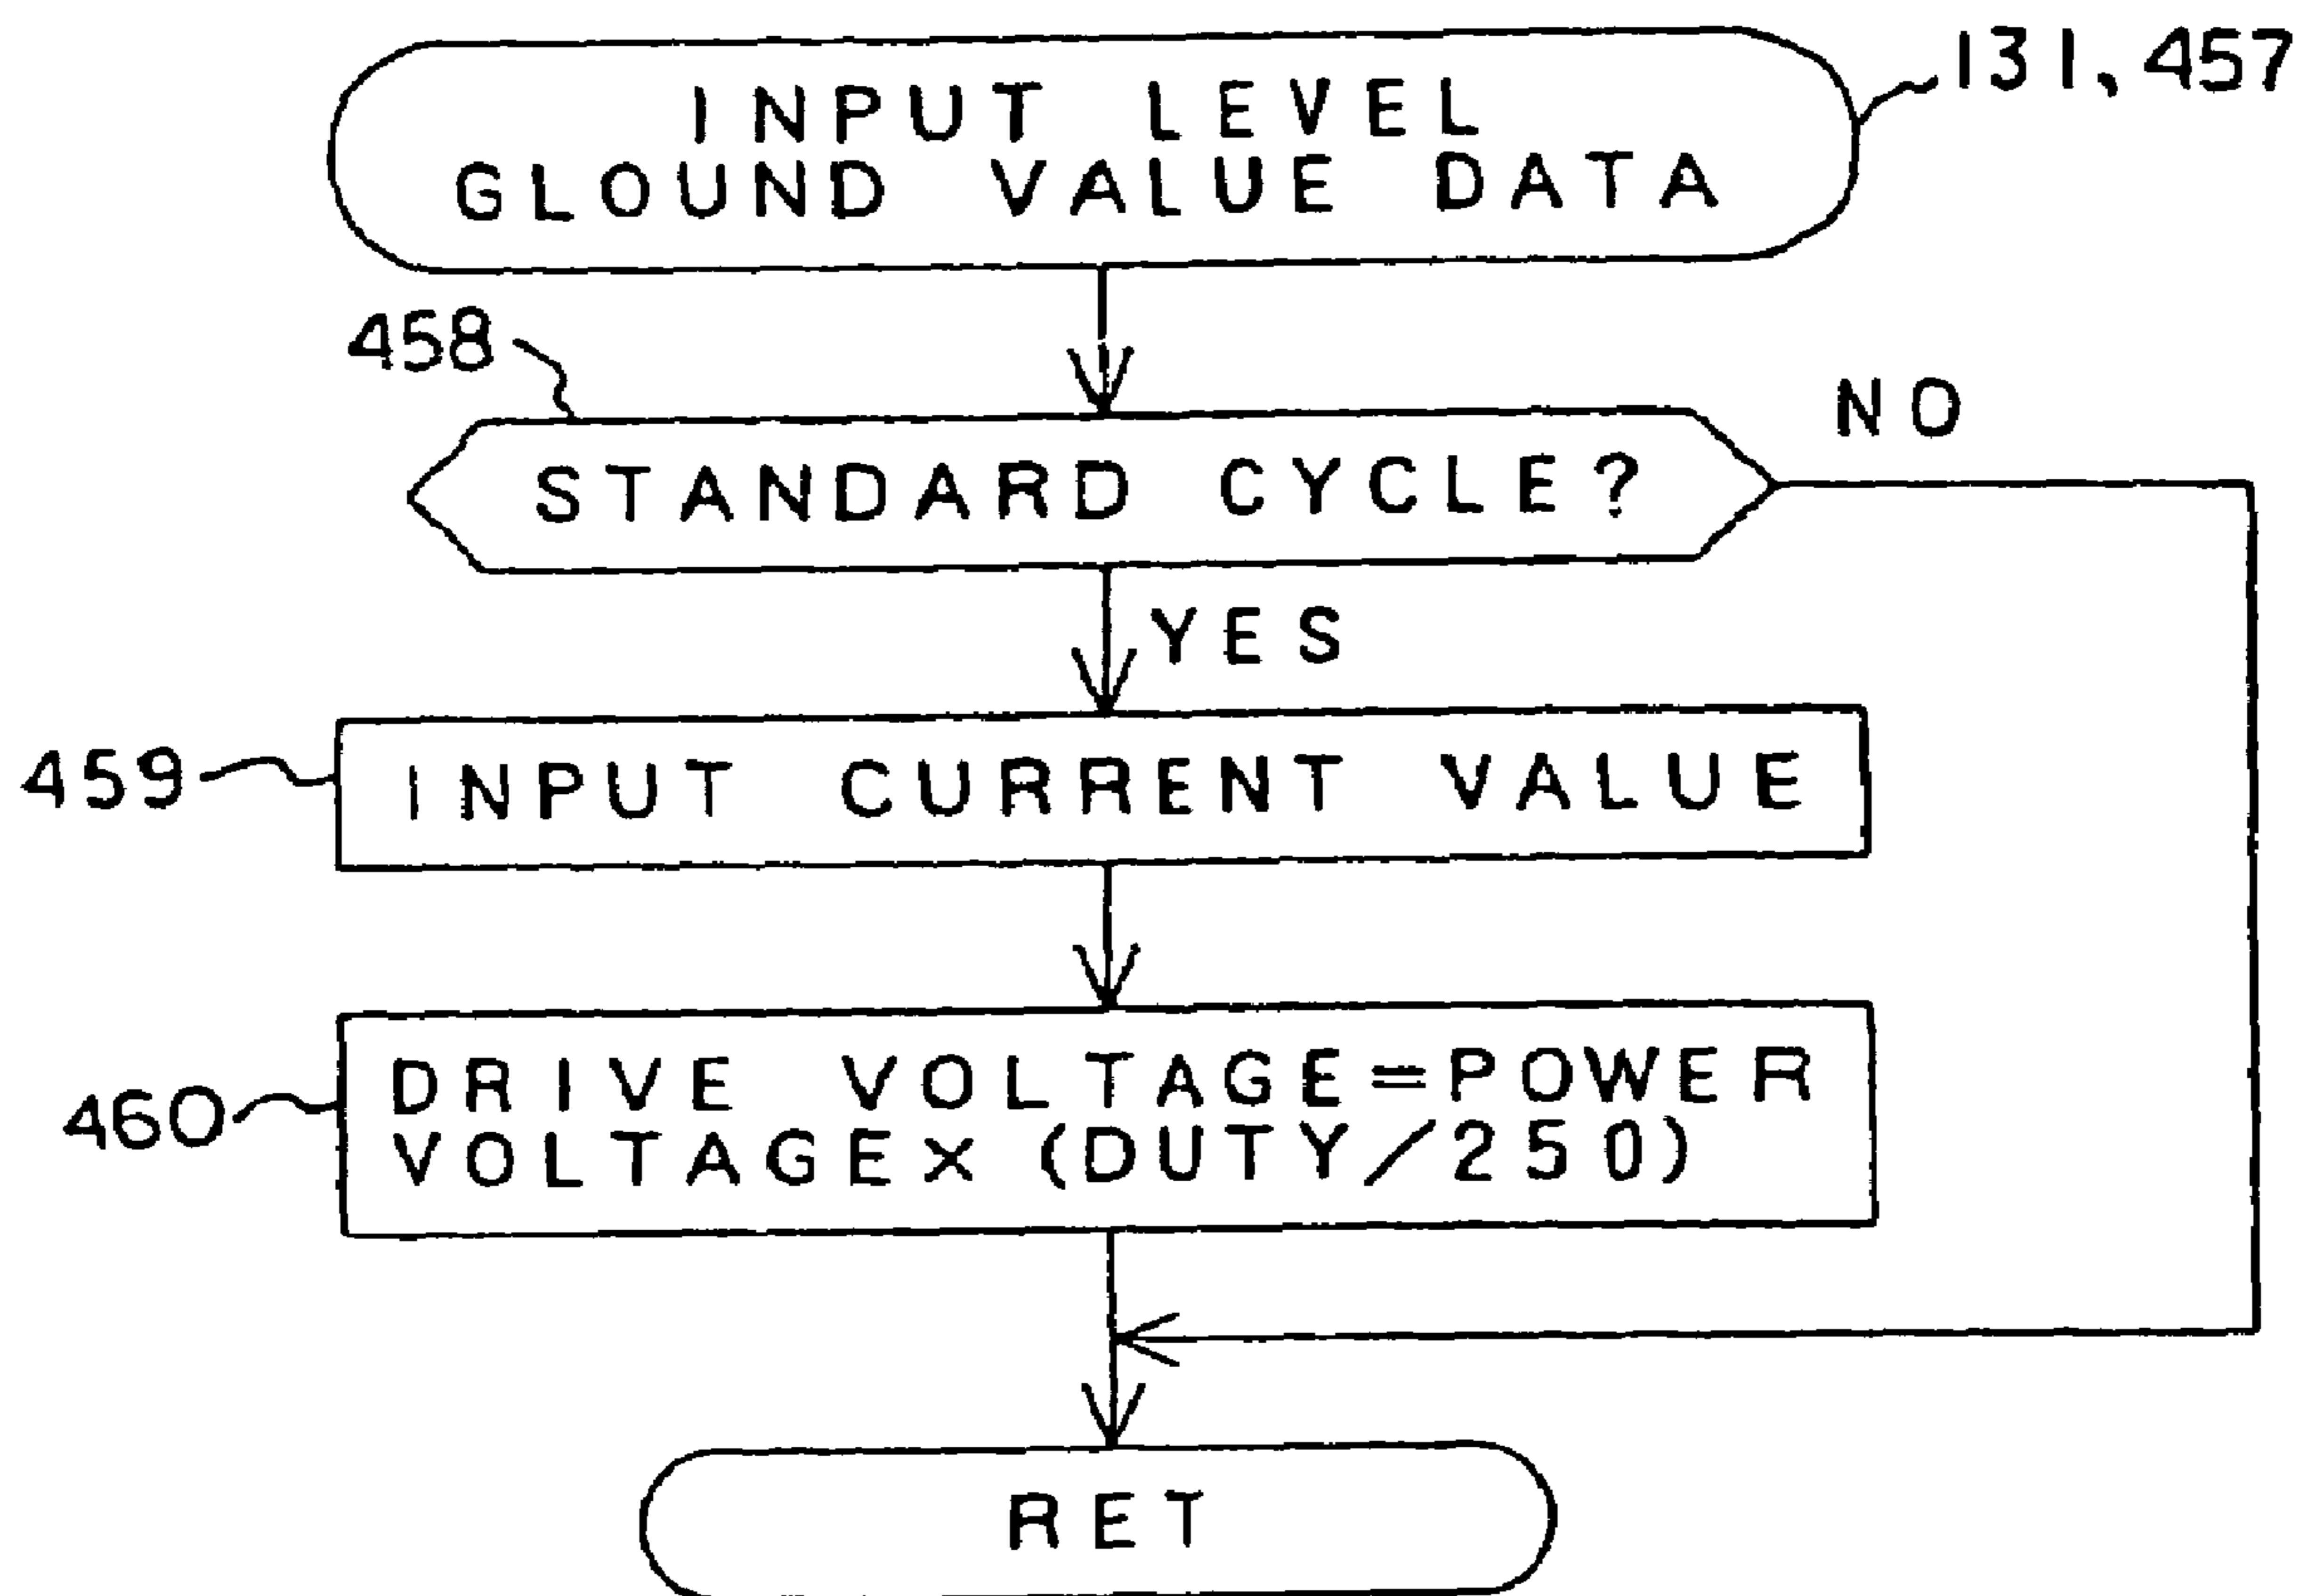 INPUT LEVEL
GLOUND VALUE DATA
131, 457
458
STANDARD CYCLE?
NO
YES
459
INPUT CURRENT VALUE
460
DRIVE VOLTAGE=POWER
VOLTAGE× (DUTY/250)
RET